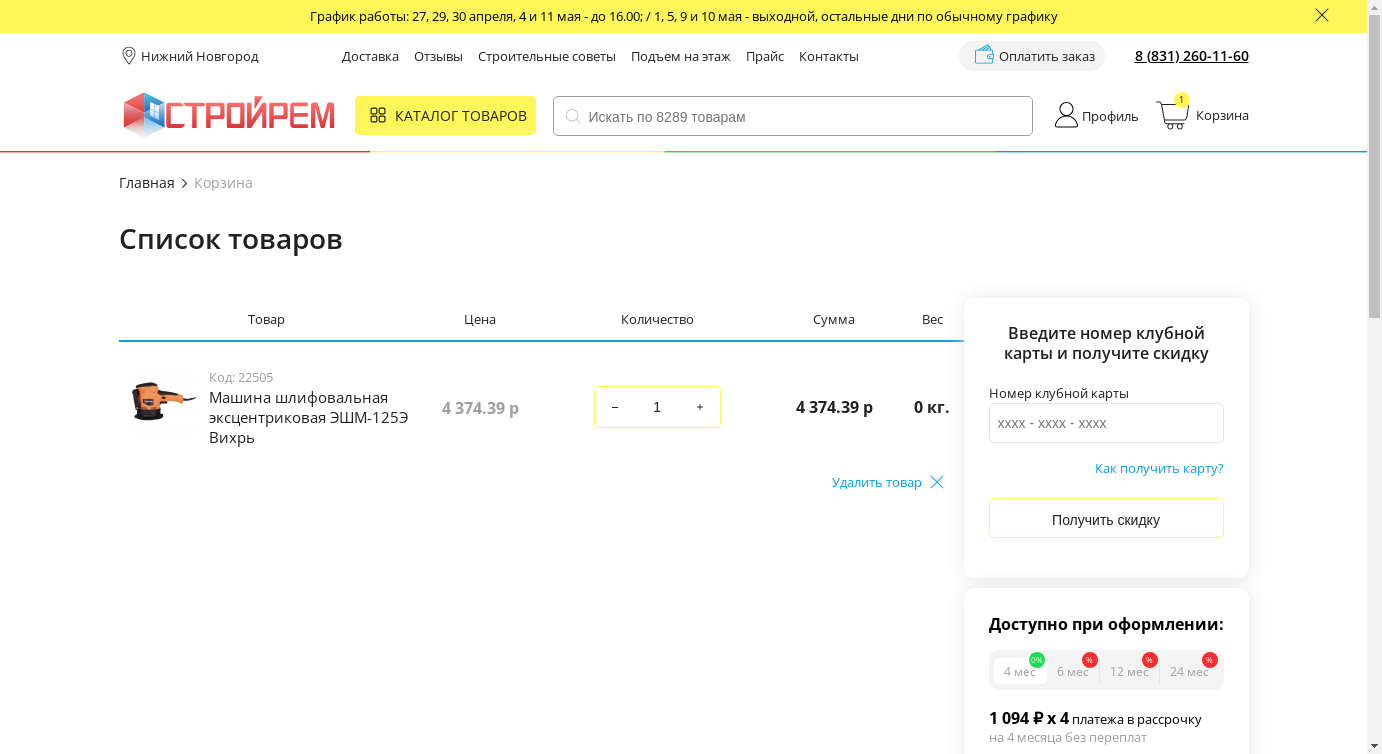 График работы: 27, 29, 30 апреля, 4 и 11 мая - до 16.00; / 1, 5, 9 и 10 мая - выходной, остальные дни по обычному графику
Нижний Новгород
Доставка Отзывы Строительные советы Подъем на этаж Прайс Контакты
Оплатить заказ
8 (831) 260-11-60
СТРОЙРЕМ
КАТАЛОГ ТОВАРОВ
Искать по 8289 товарам
Профиль
1
Корзина
Главная Корзина
Список товаров
Товар Цена Количество Сумма Вес
Код: 22505
Машина шлифовальная
эксцентриковая ЭШМ-125Э
Вихрь
4 374.39 р
− 1 +
4 374.39 р
0 кг.
Удалить товар
Введите номер клубной
карты и получите скидку
Номер клубной карты
xxxx - xxxx - xxxx
Как получить карту?
Получить скидку
Доступно при оформлении:
0% % % %
4 мес 6 мес 12 мес 24 мес
1 094 ₽ x 4 платежа в рассрочку
на 4 месяца без переплат